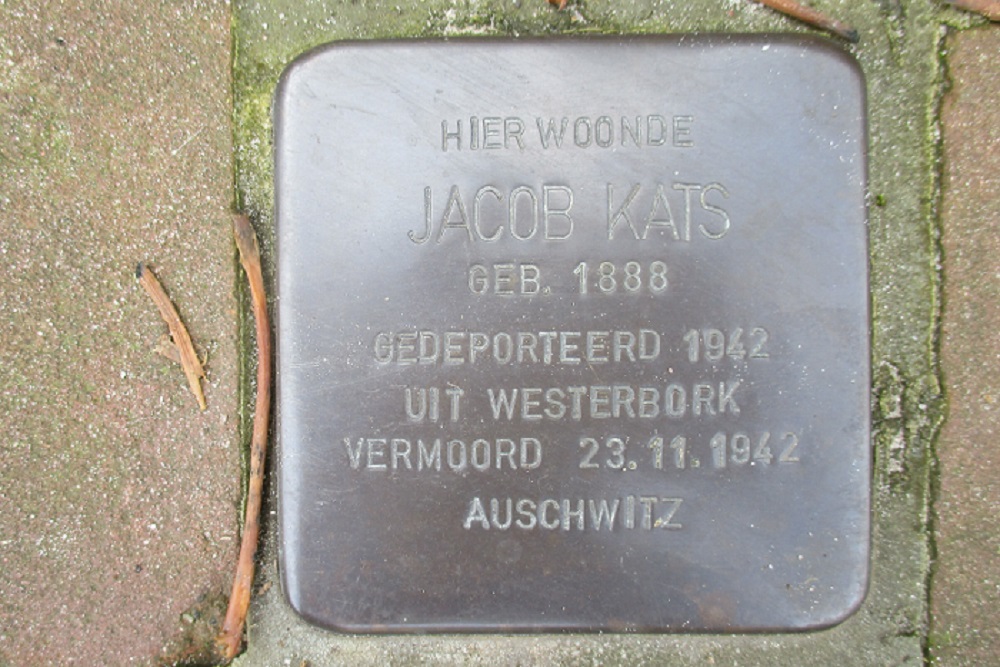 HIER WOONDE
JACOB KATS
GEB. 1888
GEDEPORTEERD 1942
UIT WESTERBORK
VERMOORD 23.11.1942
AUSCHWITZ